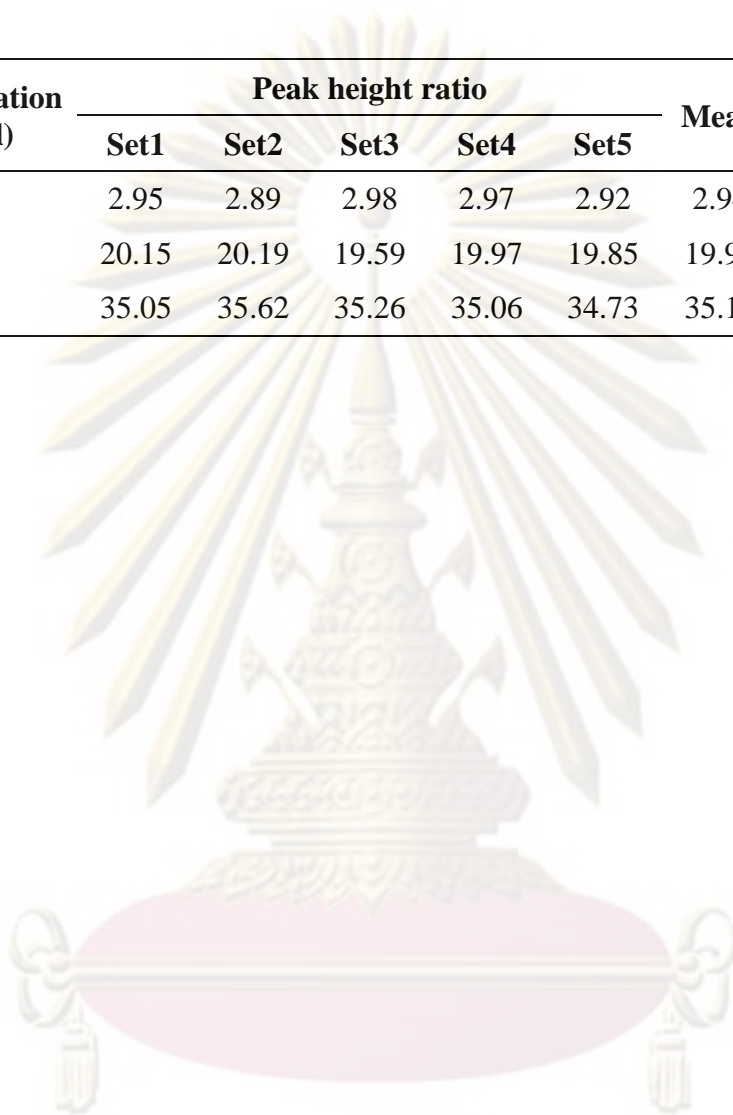 Peak height ratio
Set1 Set2 Set3 Set4 Set5
2.95 2.89 2.98 2.97 2.92
20.15 20.19 19.59 19.97 19.85
35.05 35.62 35.26 35.06 34.73